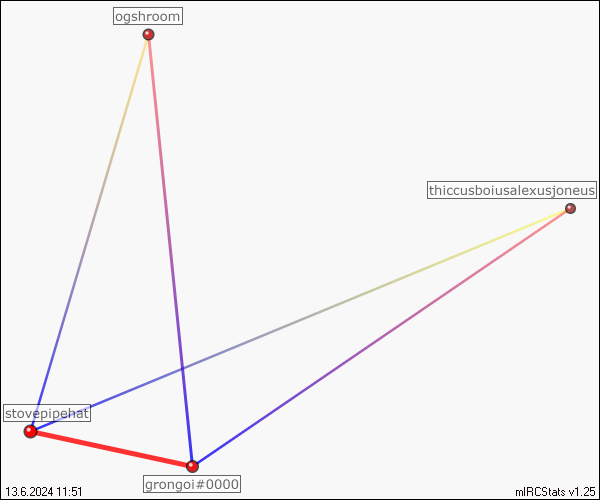 ogshroom
thiccusboiusalexusjoneus
stovepipehat
grongoi#0000
13.6.2024 11:51
mIRCStats v1.25